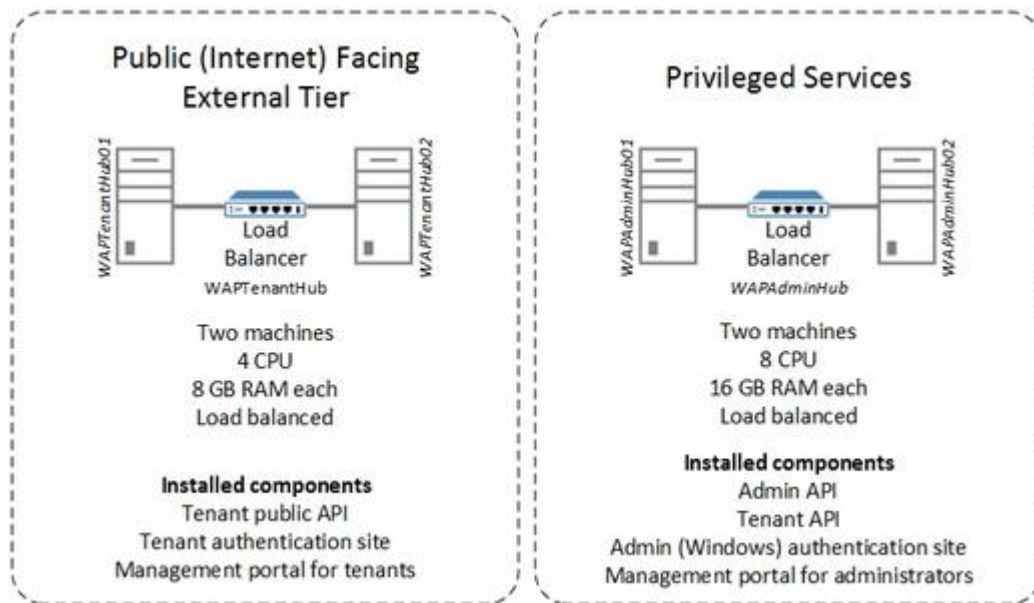 Public (Internet) Facing
External Tier
WAPTenantHub01
WAPTenantHub02
Load
Balancer
WAPTenantHub
Two machines
4 CPU
8 GB RAM each
Load balanced
Installed components
Tenant public API
Tenant authentication site
Management portal for tenants
Privileged Services
WAPAdminHub01
WAPAdminHub02
Load
Balancer
WAPAdminHub
Two machines
8 CPU
16 GB RAM each
Load balanced
Installed components
Admin API
Tenant API
Admin (Windows) authentication site
Management portal for administrators